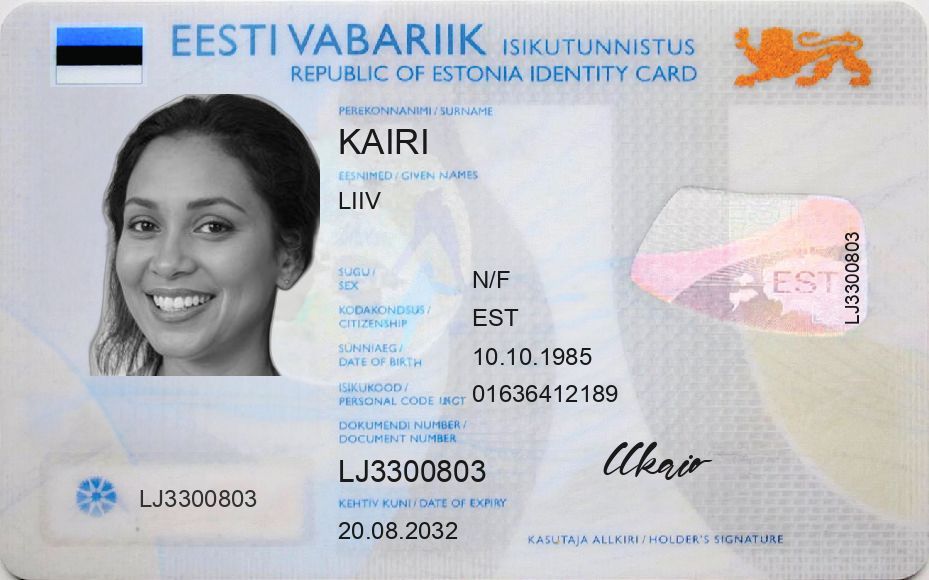 EESTI VABARIIK ISIKUTUNNISTUS
REPUBLIC OF ESTONIA IDENTITY CARD
PEREKONNANIMI / SURNAME
KAIRI
EESNIMED / GIVEN NAMES
LIIV
SUGU /
SEX
N/F
KODAKONDSUS /
CITIZENSHIP
EST
SÜNNIAEG /
DATE OF BIRTH
10.10.1985
ISIKUKOOD /
PERSONAL CODE
01636412189
DOKUMENDI NUMBER /
DOCUMENT NUMBER
LJ3300803
KEHTIV KUNI / DATE OF EXPIRY
20.08.2032
LJ3300803
EST
LJ3300803
KASUTAJA ALLKIRI / HOLDER'S SIGNATURE